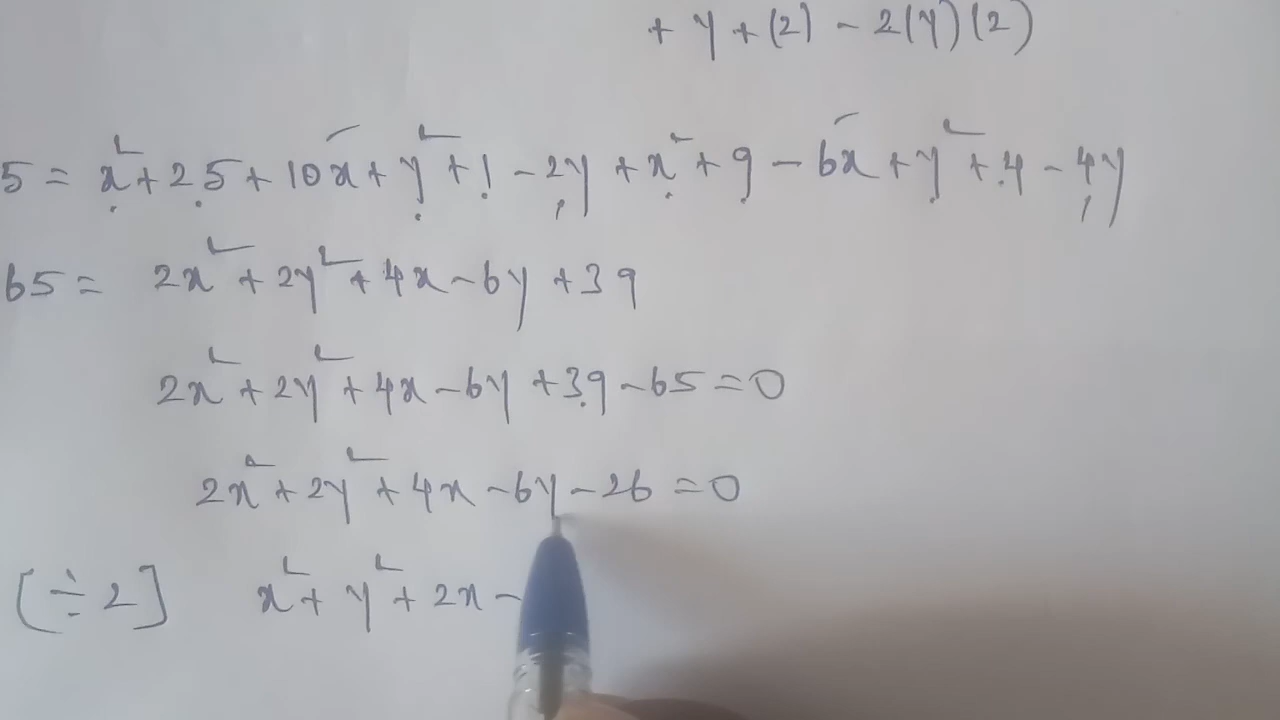 + y + (2) - 2(y)(2)
5 = x² + 25 + 10x + y² + 1 - 2y + x² + 9 - 6x + y² + 4 - 4y
65 = 2x² + 2y² + 4x - 6y + 39
2x² + 2y² + 4x - 6y + 39 - 65 = 0
2x² + 2y² + 4x - 6y - 26 = 0
[÷ 2] x² + y² + 2x -